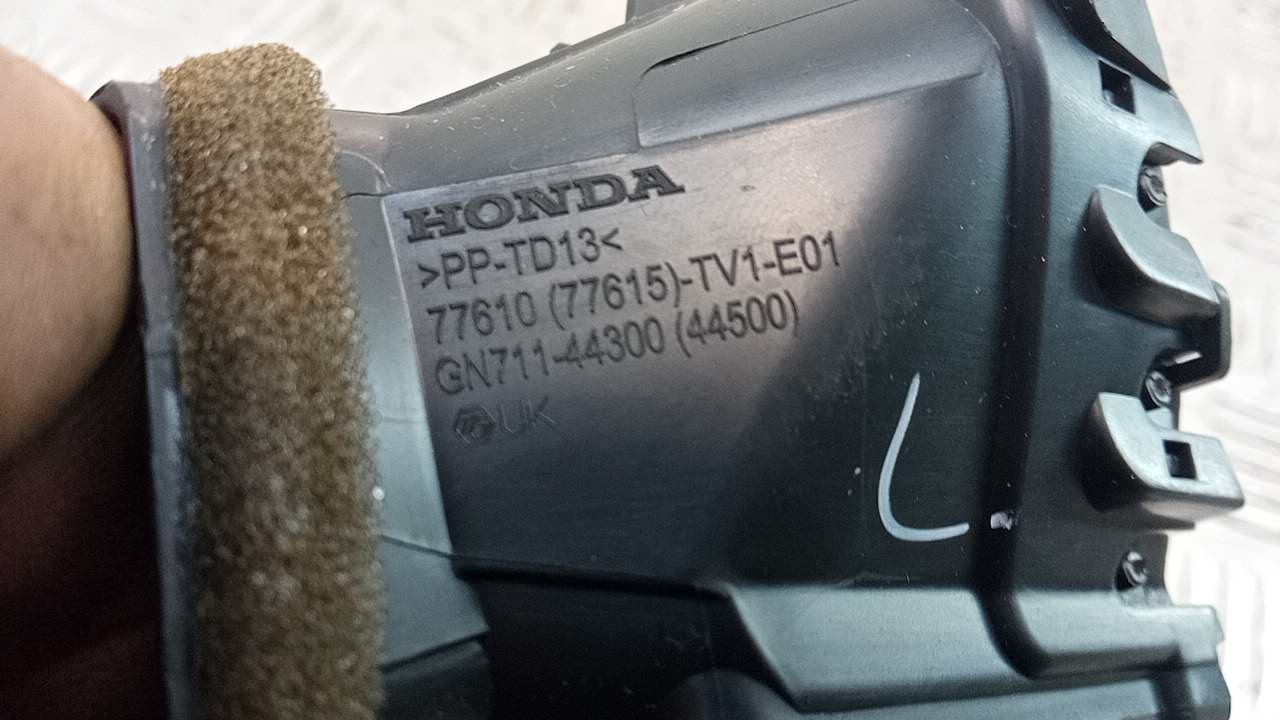 HONDA
>PP-TD13<
77610 (77615)-TV1-E01
GN711-44300 (44500)
UK
L